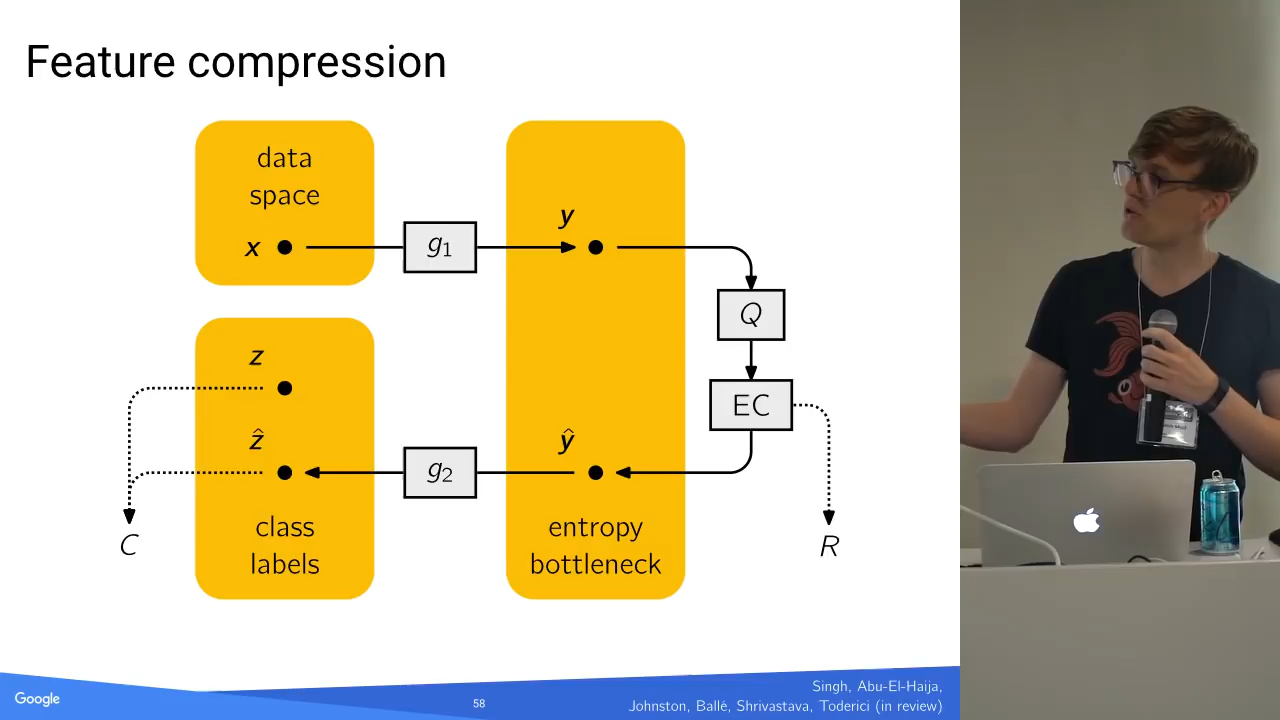 Feature compression
data
space
x
g1
y
Q
EC
z
ẑ
g2
ŷ
class
labels
entropy
bottleneck
C
R
Google
58
Singh, Abu-El-Haija,
Johnston, Ballé, Shrivastava, Toderici (in review)